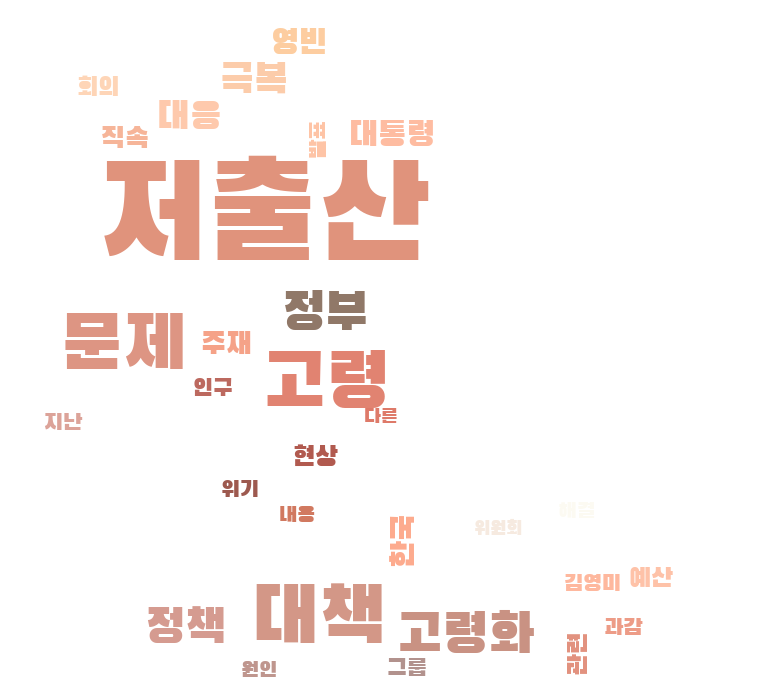 영빈
극복
회의
대응
직속
대통령
저출산
정부
문제
주재
고령
인구
다른
지난
현상
위기
내용
국회
위원회
김영미
예산
정책
대책
고령화
과감
관련
원인
그룹